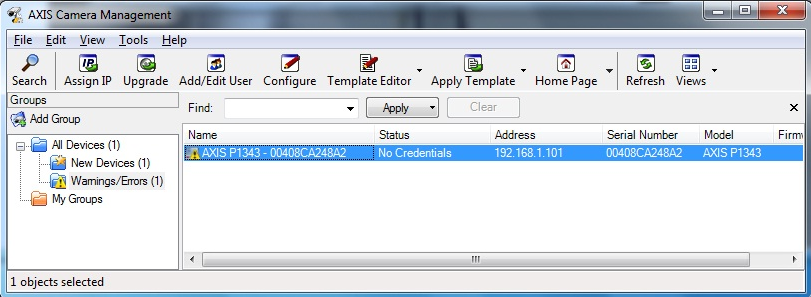 AXIS Camera Management
File Edit View Tools Help
Search Assign IP Upgrade Add/Edit User Configure Template Editor Apply Template Home Page Refresh Views
Groups
Add Group
All Devices (1)
New Devices (1)
Warnings/Errors (1)
My Groups
Find: Apply Clear
Name Status Address Serial Number Model Firmw
AXIS P1343 - 00408CA248A2 No Credentials 192.168.1.101 00408CA248A2 AXIS P1343
1 objects selected